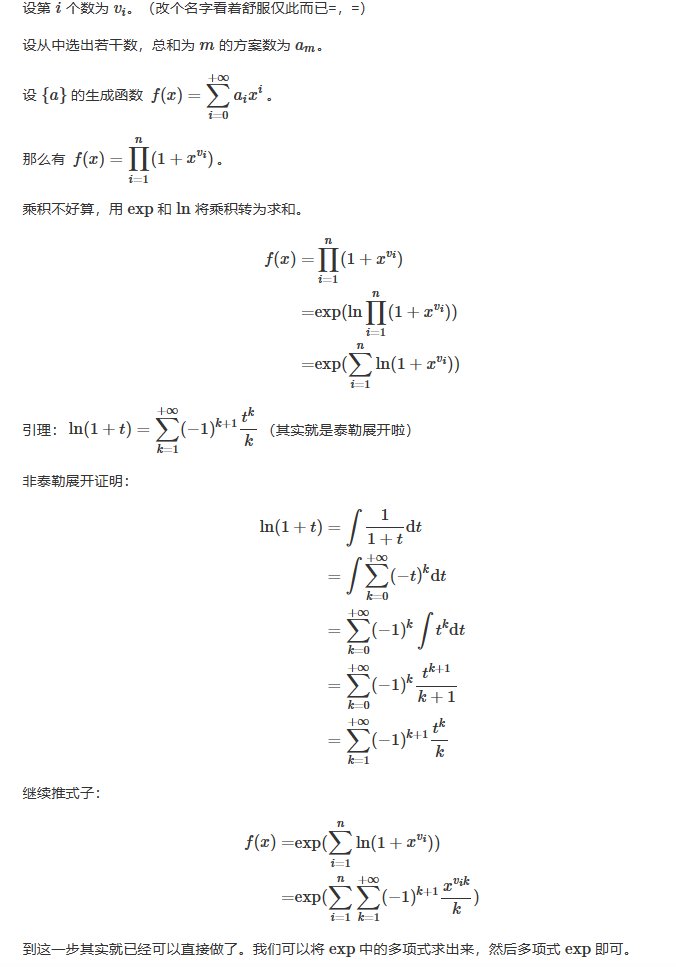 设第 $i$ 个数为 $v_i$。（改个名字看着舒服仅此而已=，=）
设从中选出若干数，总和为 $m$ 的方案数为 $a_m$。
设 $\{a\}$ 的生成函数 $f(x)=\sum_{i=0}^{+\infty}a_ix^i$。
那么有 $f(x)=\prod_{i=1}^{n}(1+x^{v_i})$。
乘积不好算，用 exp 和 ln 将乘积转为求和。
$f(x)=\prod_{i=1}^{n}(1+x^{v_i})$
$=\exp(\ln\prod_{i=1}^{n}(1+x^{v_i}))$
$=\exp(\sum_{i=1}^{n}\ln(1+x^{v_i}))$
引理：$\ln(1+t)=\sum_{k=1}^{+\infty}(-1)^{k+1}\frac{t^k}{k}$（其实就是泰勒展开啦）
非泰勒展开证明：
$\ln(1+t)=\int\frac{1}{1+t}\mathrm{d}t$
$=\int\sum_{k=0}^{+\infty}(-t)^k\mathrm{d}t$
$=\sum_{k=0}^{+\infty}(-1)^k\int t^k\mathrm{d}t$
$=\sum_{k=0}^{+\infty}(-1)^k\frac{t^{k+1}}{k+1}$
$=\sum_{k=1}^{+\infty}(-1)^{k+1}\frac{t^k}{k}$
继续推式子：
$f(x)=\exp(\sum_{i=1}^{n}\ln(1+x^{v_i}))$
$=\exp(\sum_{i=1}^{n}\sum_{k=1}^{+\infty}(-1)^{k+1}\frac{x^{v_ik}}{k})$
到这一步其实就已经可以直接做了。我们可以将 exp 中的多项式求出来，然后多项式 exp 即可。